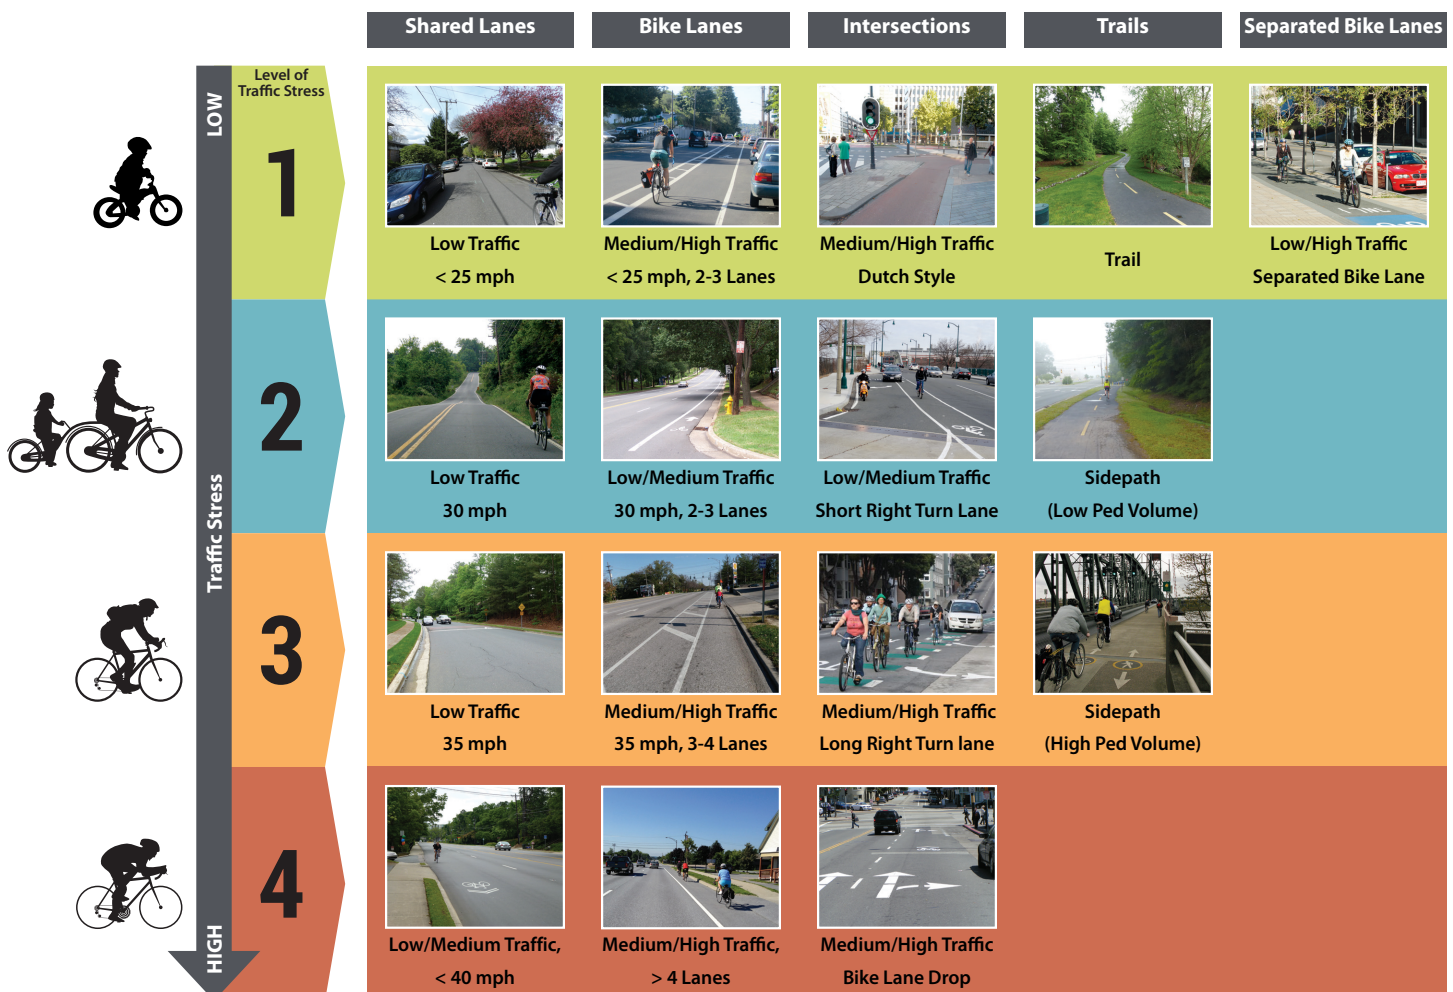 Shared Lanes
Bike Lanes
Intersections
Trails
Separated Bike Lanes
LOW
Traffic Stress
HIGH
Level of
Traffic Stress
1
Low Traffic
< 25 mph
Medium/High Traffic
< 25 mph, 2-3 Lanes
Medium/High Traffic
Dutch Style
Trail
Low/High Traffic
Separated Bike Lane
2
Low Traffic
30 mph
Low/Medium Traffic
30 mph, 2-3 Lanes
Low/Medium Traffic
Short Right Turn Lane
Sidepath
(Low Ped Volume)
3
Low Traffic
35 mph
Medium/High Traffic
35 mph, 3-4 Lanes
Medium/High Traffic
Long Right Turn lane
Sidepath
(High Ped Volume)
4
Low/Medium Traffic,
< 40 mph
Medium/High Traffic,
> 4 Lanes
Medium/High Traffic
Bike Lane Drop